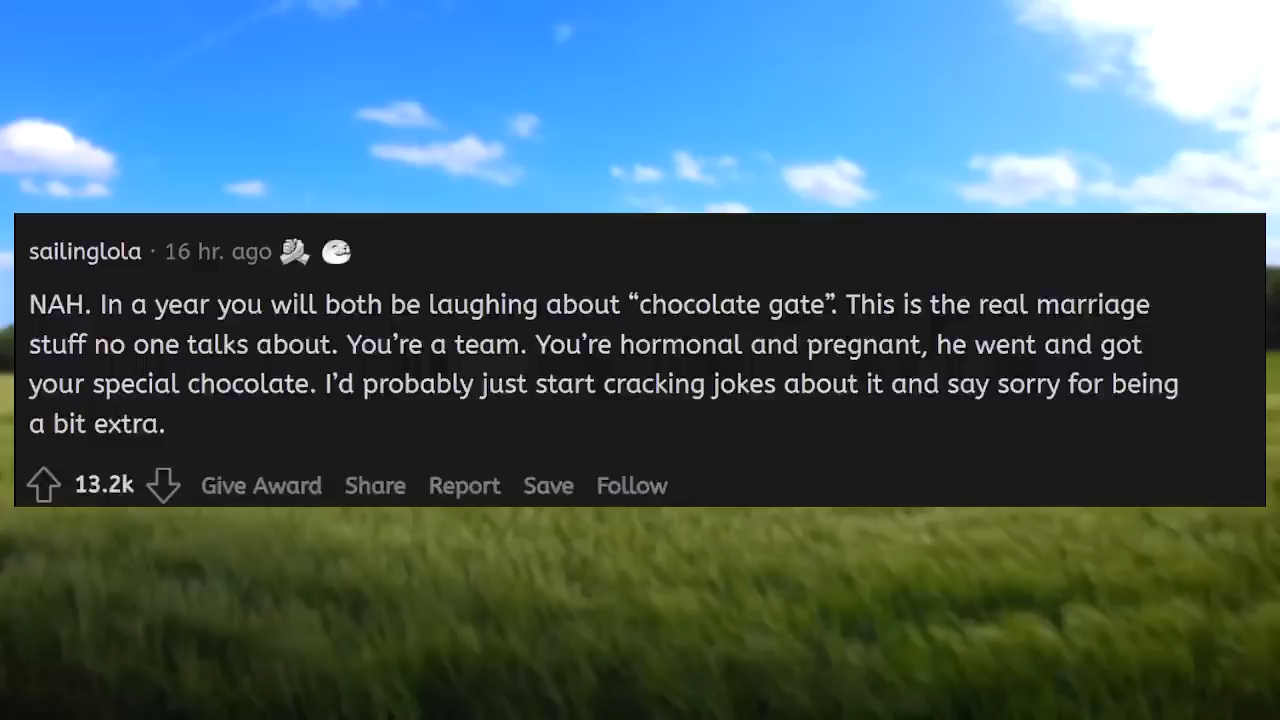 sailinglola · 16 hr. ago
NAH. In a year you will both be laughing about “chocolate gate”. This is the real marriage
stuff no one talks about. You’re a team. You’re hormonal and pregnant, he went and got
your special chocolate. I’d probably just start cracking jokes about it and say sorry for being
a bit extra.
13.2k Give Award Share Report Save Follow